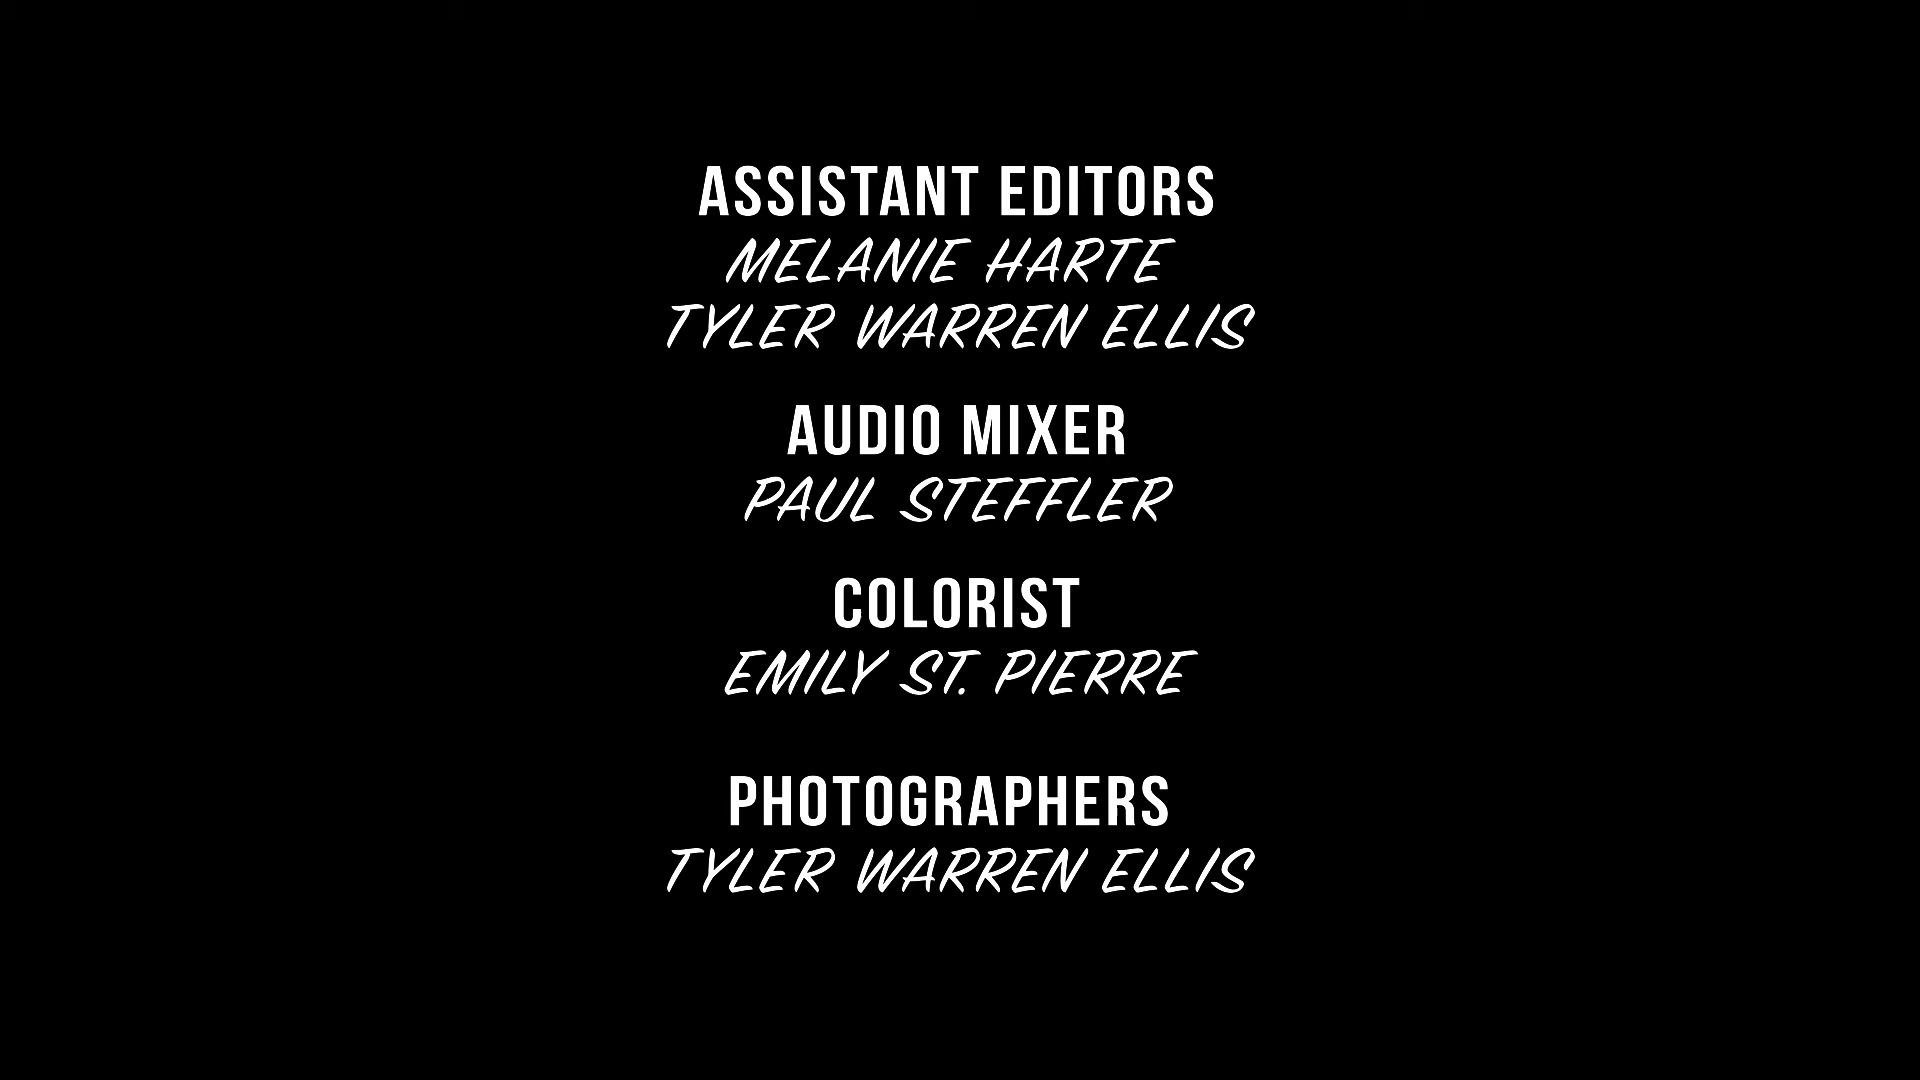 ASSISTANT EDITORS
MELANIE HARTE
TYLER WARREN ELLIS
AUDIO MIXER
PAUL STEFFLER
COLORIST
EMILY ST. PIERRE
PHOTOGRAPHERS
TYLER WARREN ELLIS